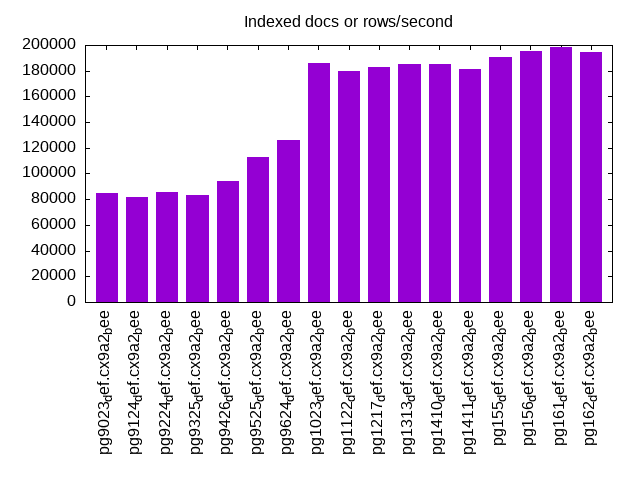 Indexed docs or rows/second
200000
180000
160000
140000
120000
100000
80000
60000
40000
20000
0
pg9023def.cx9a2bee
pg9124def.cx9a2bee
pg9224def.cx9a2bee
pg9325def.cx9a2bee
pg9426def.cx9a2bee
pg9525def.cx9a2bee
pg9624def.cx9a2bee
pg1023def.cx9a2bee
pg1122def.cx9a2bee
pg1217def.cx9a2bee
pg1313def.cx9a2bee
pg1410def.cx9a2bee
pg1411def.cx9a2bee
pg155def.cx9a2bee
pg156def.cx9a2bee
pg161def.cx9a2bee
pg162def.cx9a2bee